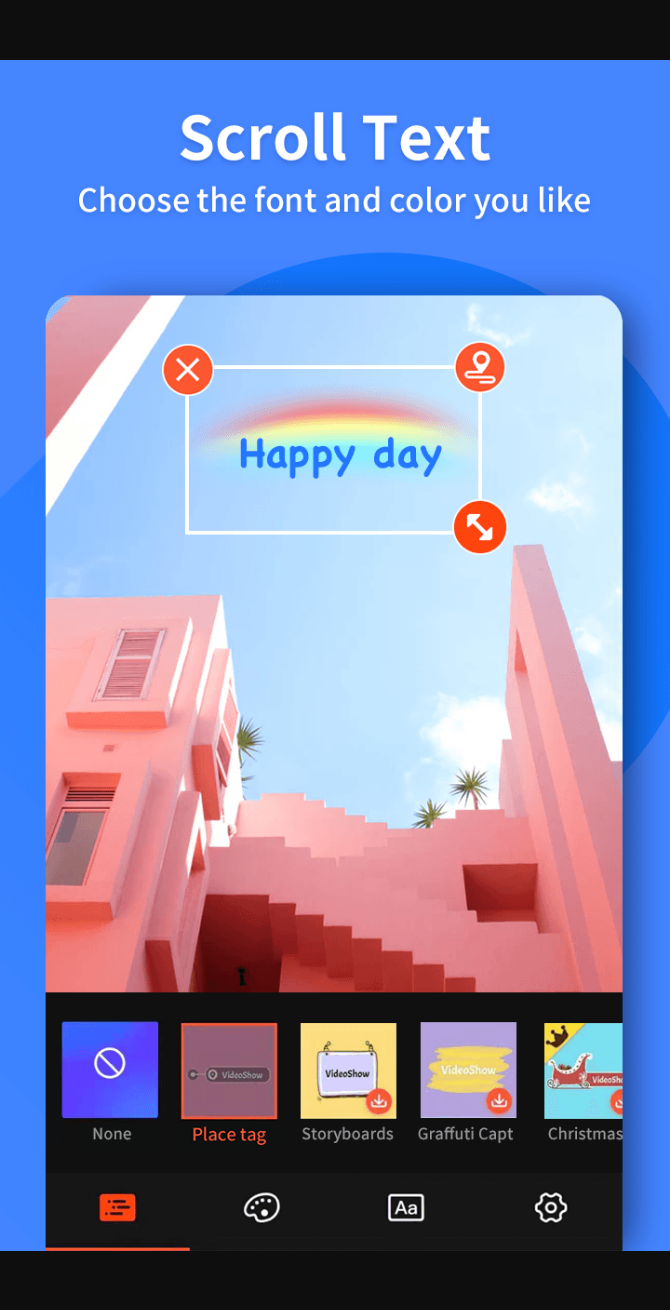 Scroll Text
Choose the font and color you like
Happy day
VideoShow
VideoShow
VideoShow
VideoSho
None
Place tag
Storyboards
Graffuti Capt
Christmas
Aa